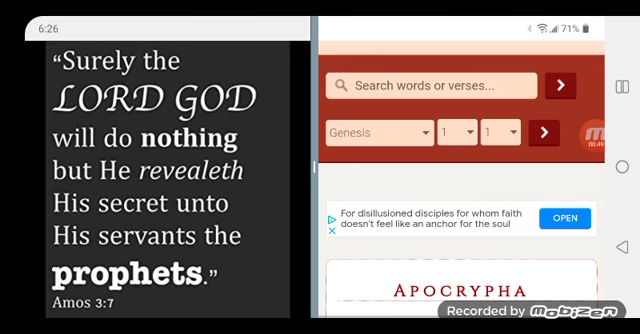 6:26
71%
“Surely the
LORD GOD
will do nothing
but He revealeth
His secret unto
His servants the
prophets.”
Amos 3:7
Search words or verses...
Genesis 1 1
00:49
For disillusioned disciples for whom faith
doesn't feel like an anchor for the soul
OPEN
APOCRYPHA
Recorded by mobizen